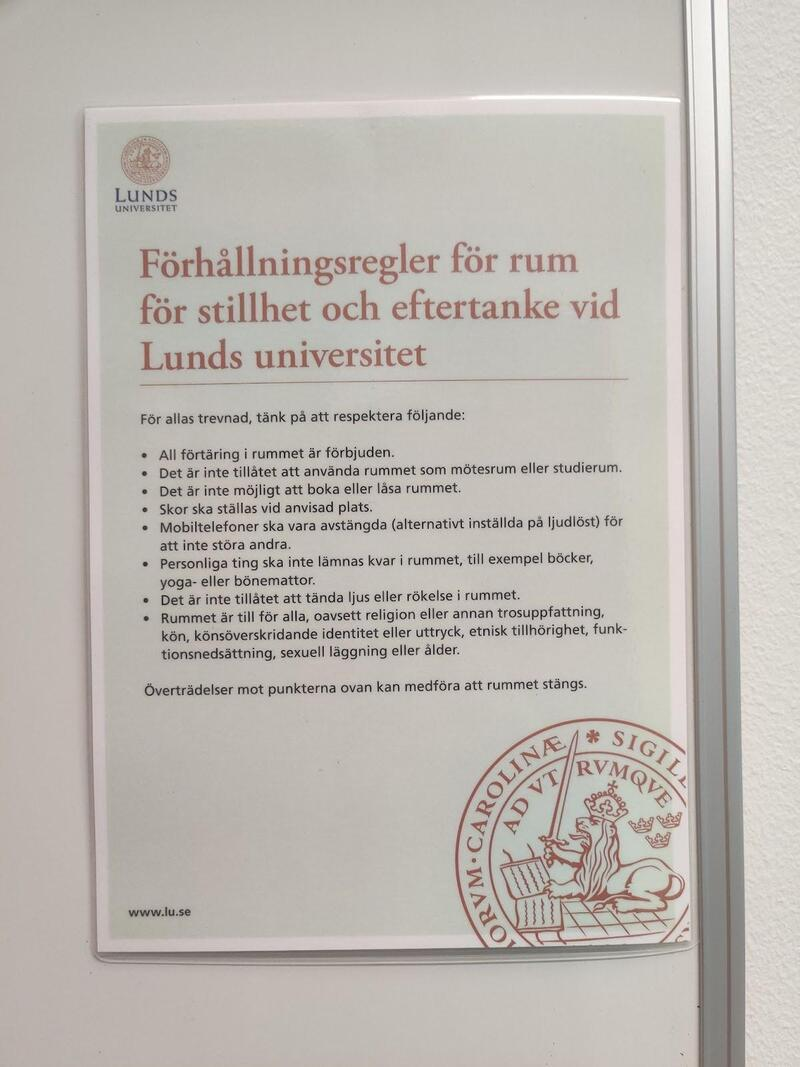 LUNDS
UNIVERSITET
Förhållningsregler för rum
för stillhet och eftertanke vid
Lunds universitet
För allas trevnad, tänk på att respektera följande:
• All förtäring i rummet är förbjuden.
• Det är inte tillåtet att använda rummet som mötesrum eller studierum.
• Det är inte möjligt att boka eller låsa rummet.
• Skor ska ställas vid anvisad plats.
• Mobiltelefoner ska vara avstängda (alternativt inställda på ljudlöst) för
att inte störa andra.
• Personliga ting ska inte lämnas kvar i rummet, till exempel böcker,
yoga- eller bönemattor.
• Det är inte tillåtet att tända ljus eller rökelse i rummet.
• Rummet är till för alla, oavsett religion eller annan trosuppfattning,
kön, könsöverskridande identitet eller uttryck, etnisk tillhörighet, funk-
tionsnedsättning, sexuell läggning eller ålder.
Överträdelser mot punkterna ovan kan medföra att rummet stängs.
ORVM · CAROLINÆ * SIGILL
AD VTRVMQVE
www.lu.se